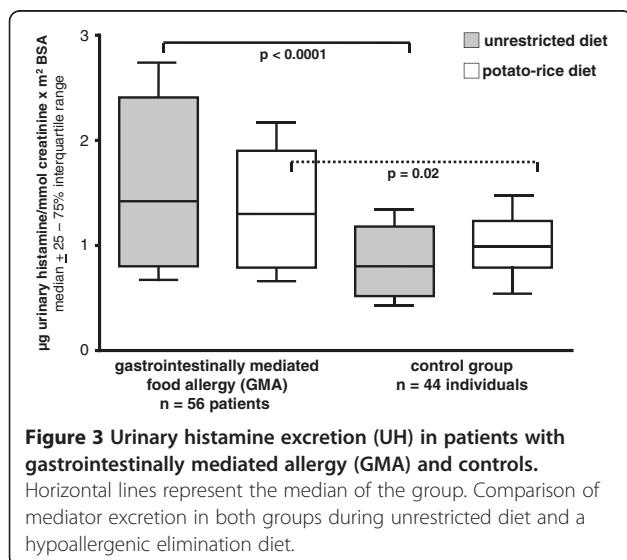 3
unrestricted diet
p < 0.0001
potato-rice diet
2
p = 0.02
1
0
µg urinary histamine/mmol creatinine x m² BSA
median ± 25 – 75% interquartile range
gastrointestinally mediated
food allergy (GMA)
n = 56 patients
control group
n = 44 individuals
Figure 3 Urinary histamine excretion (UH) in patients with
gastrointestinally mediated allergy (GMA) and controls.
Horizontal lines represent the median of the group. Comparison of
mediator excretion in both groups during unrestricted diet and a
hypoallergenic elimination diet.